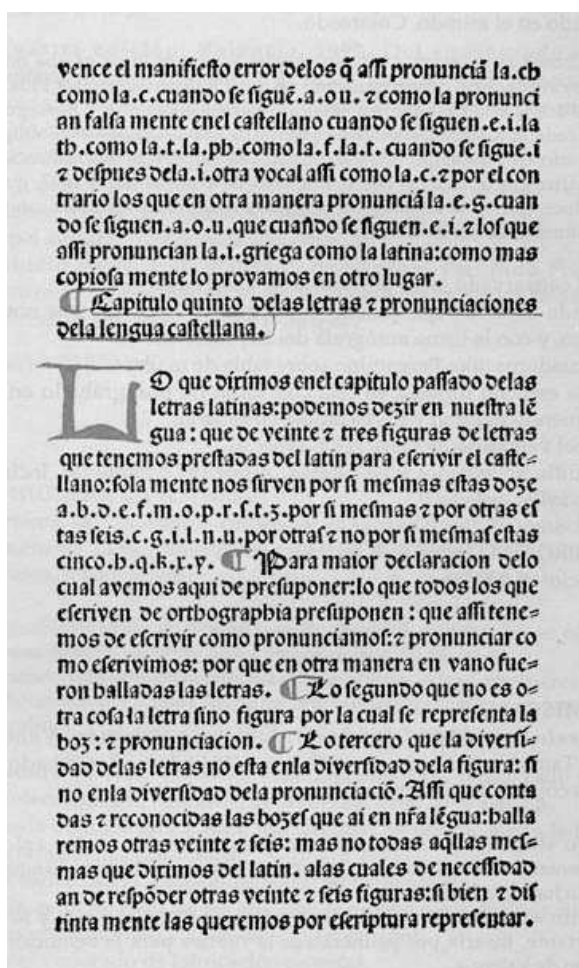 vence el manifiesto error delos q̃ assi pronunciã la.ch
como la.c.cuando se siguẽ.a.o u. ⁊ como la pronunci
an falsa mente enel castellano cuando se siguen.e.i.la
th.como la.t.la.ph.como la.f.la.t. cuando se sigue.i
⁊ despues dela.i.otra vocal assi como la.c.⁊ por el con
trario los que en otra manera pronunciã la.e.g.cuan
do se siguen.a.o.u.que cuando se siguen.e.i.⁊ los que
assi pronuncian la.i.griega como la latina:como mas
copiosa mente lo provamos en otro lugar.
¶ Capitulo quinto delas letras ⁊ pronunciaciones
dela lengua castellana.
LO que diximos enel capitulo passado delas
letras latinas:podemos dezir en nuestra lẽ
gua : que de veinte ⁊ tres figuras de letras
que tenemos prestadas del latin para escrivir el caste-
llano:sola mente nos sirven por si mesmas estas doze
a.b.d.e.f.m.o.p.r.s.t.z.por si mesmas ⁊ por otras es
tas seis.c.g.i.l.n.u.por otras ⁊ no por si mesmas estas
cinco.h.q.k.x.y. ¶ Para maior declaracion delo
cual avemos aqui de presuponer:lo que todos los que
escriven de orthographia presuponen : que assi tene-
mos de escrivir como pronunciamos:⁊ pronunciar co
mo escrivimos: por que en otra manera en vano fue-
ron halladas las letras. ¶ Lo segundo que no es o-
tra cosa la letra sino figura por la cual se representa la
boz : ⁊ pronunciacion. ¶ Lo tercero que la diversi-
dad delas letras no esta enla diversidad dela figura: si
no enla diversidad dela pronunciaciõ. Assi que conta
das ⁊ reconocidas las bozes que ai en nr̃a lẽgua:halla
remos otras veinte ⁊ seis: mas no todas aq̃llas mes-
mas que diximos del latin. alas cuales de necessidad
an de respõder otras veinte ⁊ seis figuras:si bien ⁊ dis
tinta mente las queremos por escriptura representar.